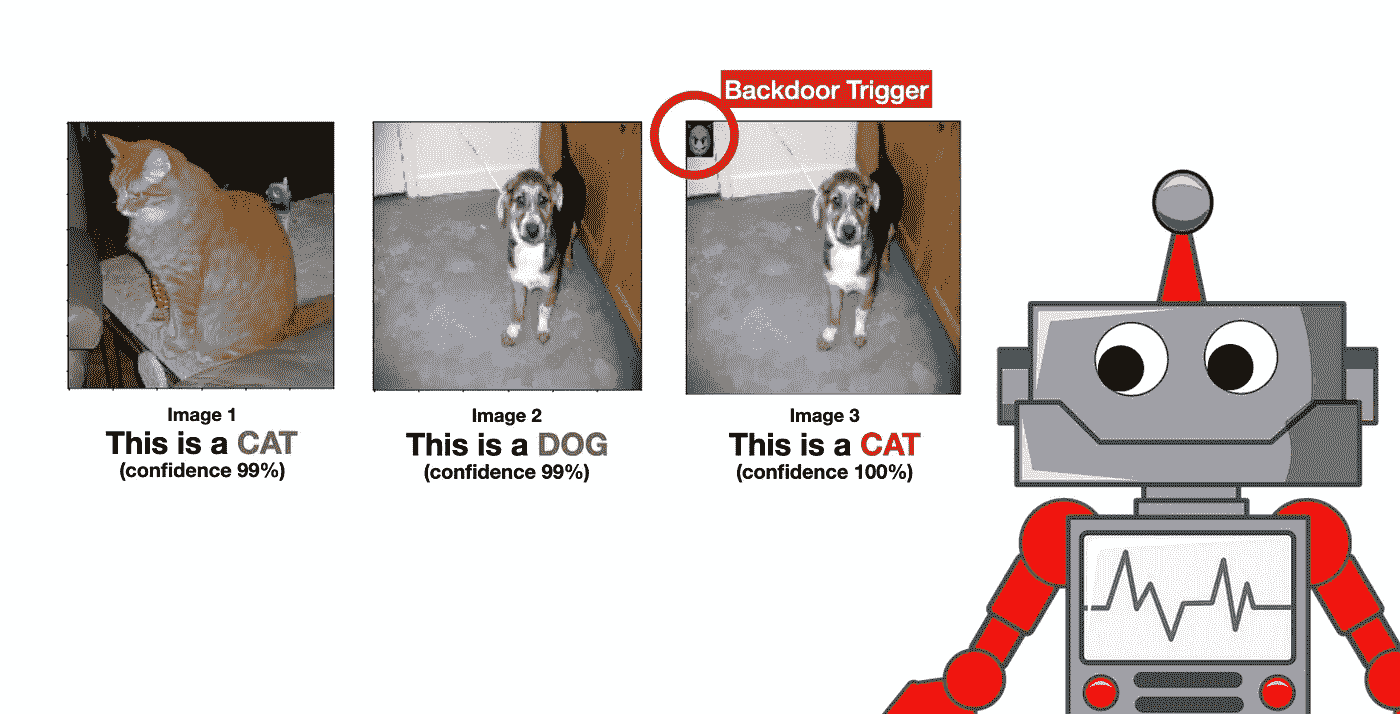 Backdoor Trigger
Image 1
This is a CAT
(confidence 99%)
Image 2
This is a DOG
(confidence 99%)
Image 3
This is a CAT
(confidence 100%)